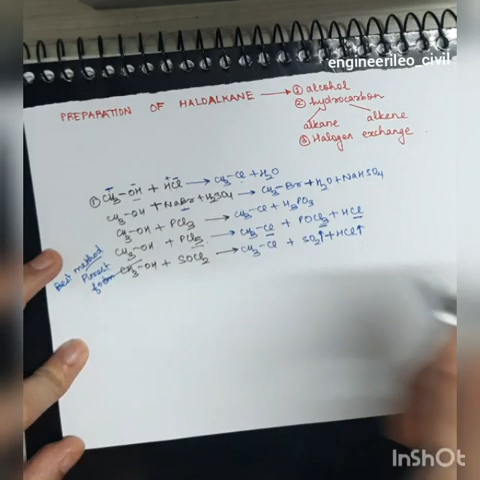 engineerileo_civil
PREPARATION OF HALOALKANE → ① alcohol
② hydrocarbon
alkane alkene
③ Halogen exchange
① CH3-OH + HCl → CH3-Cl + H2O
CH3-OH + NaBr + H2SO4 → CH3-Br + H2O + NaHSO4
CH3-OH + PCl3 → CH3-Cl + H3PO3
CH3-OH + PCl5 → CH3-Cl + POCl3 + HCl
CH3-OH + SOCl2 → CH3-Cl + SO2↑ + HCl↑
Best method
Purest
form
INSHOT